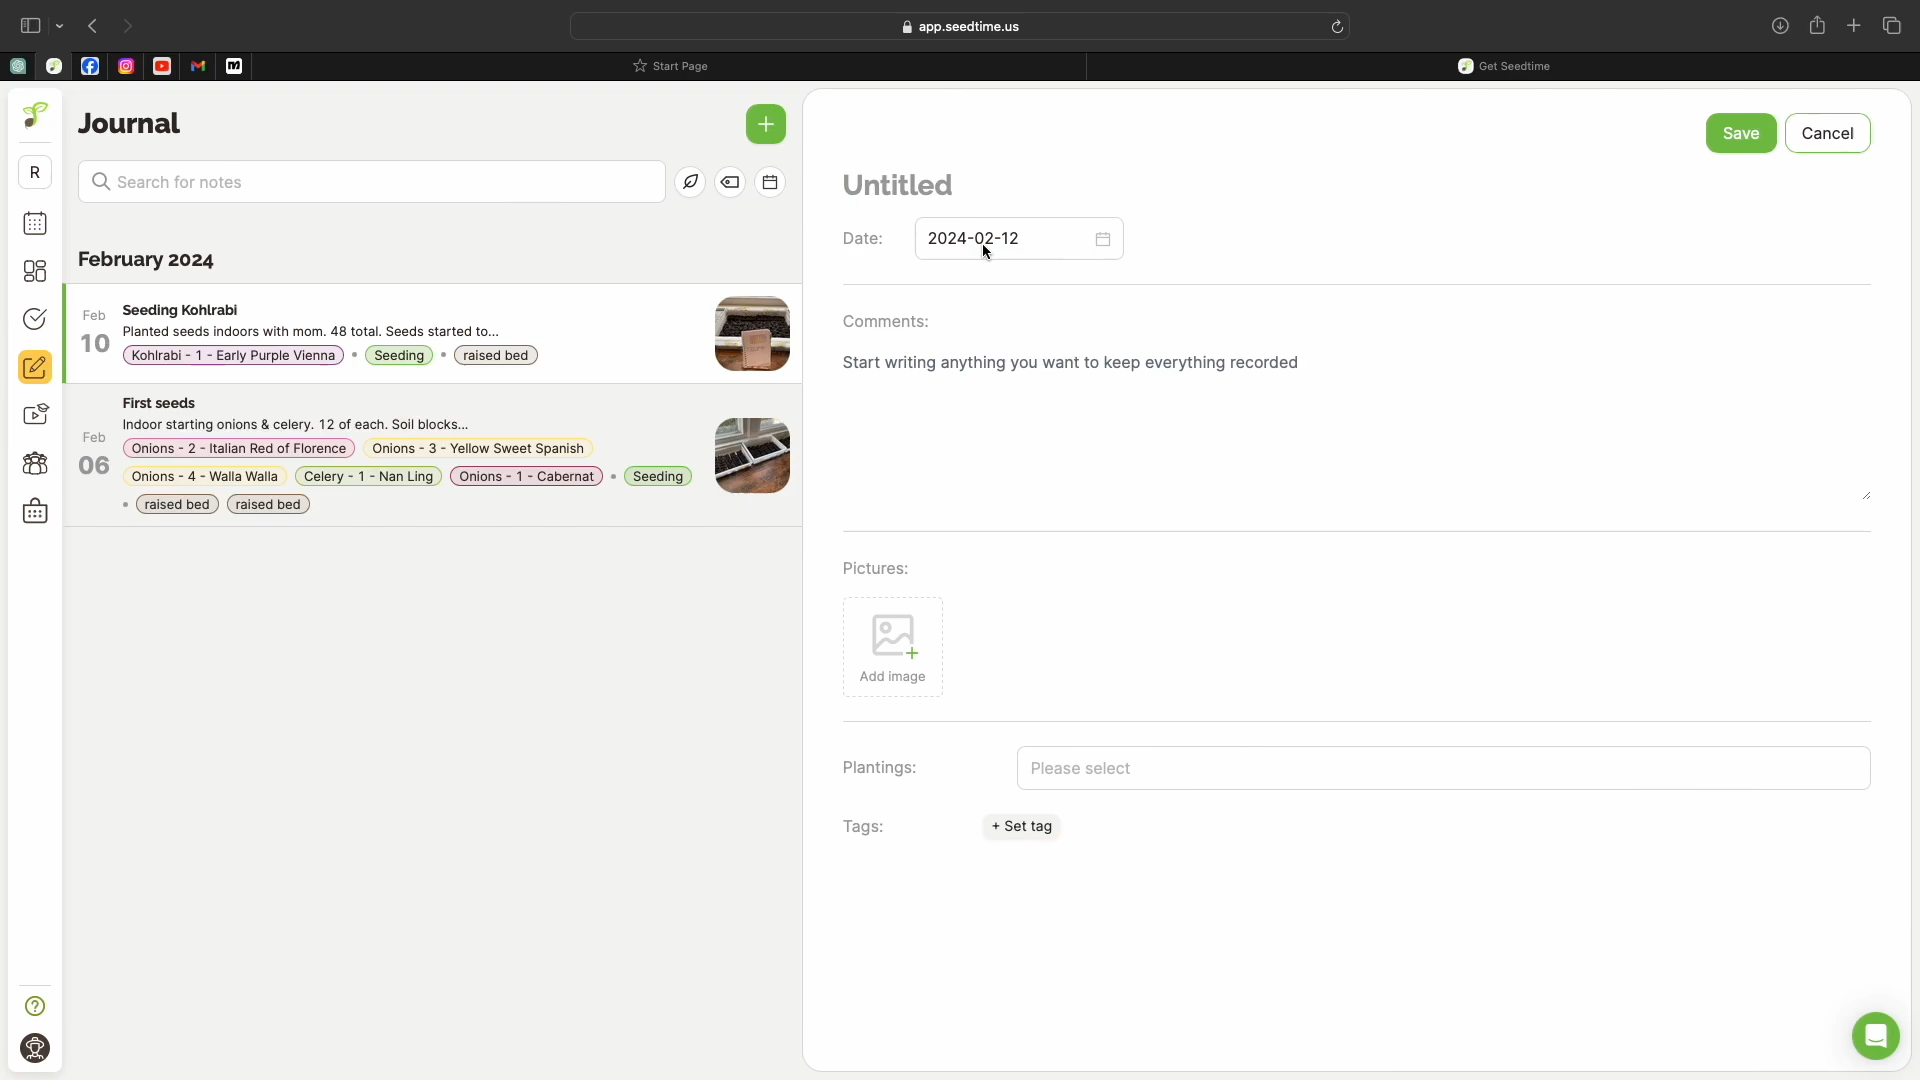 app.seedtime.us
Start Page
Get Seedtime
Journal
+
R
Search for notes
February 2024
Feb
10
Seeding Kohlrabi
Planted seeds indoors with mom. 48 total. Seeds started to...
Kohlrabi - 1 - Early Purple Vienna • Seeding • raised bed
Feb
06
First seeds
Indoor starting onions & celery. 12 of each. Soil blocks...
Onions - 2 - Italian Red of Florence Onions - 3 - Yellow Sweet Spanish
Onions - 4 - Walla Walla Celery - 1 - Nan Ling Onions - 1 - Cabernat • Seeding
• raised bed raised bed
Save Cancel
Untitled
Date: 2024-02-12
Comments:
Start writing anything you want to keep everything recorded
Pictures:
Add image
Plantings: Please select
Tags: + Set tag